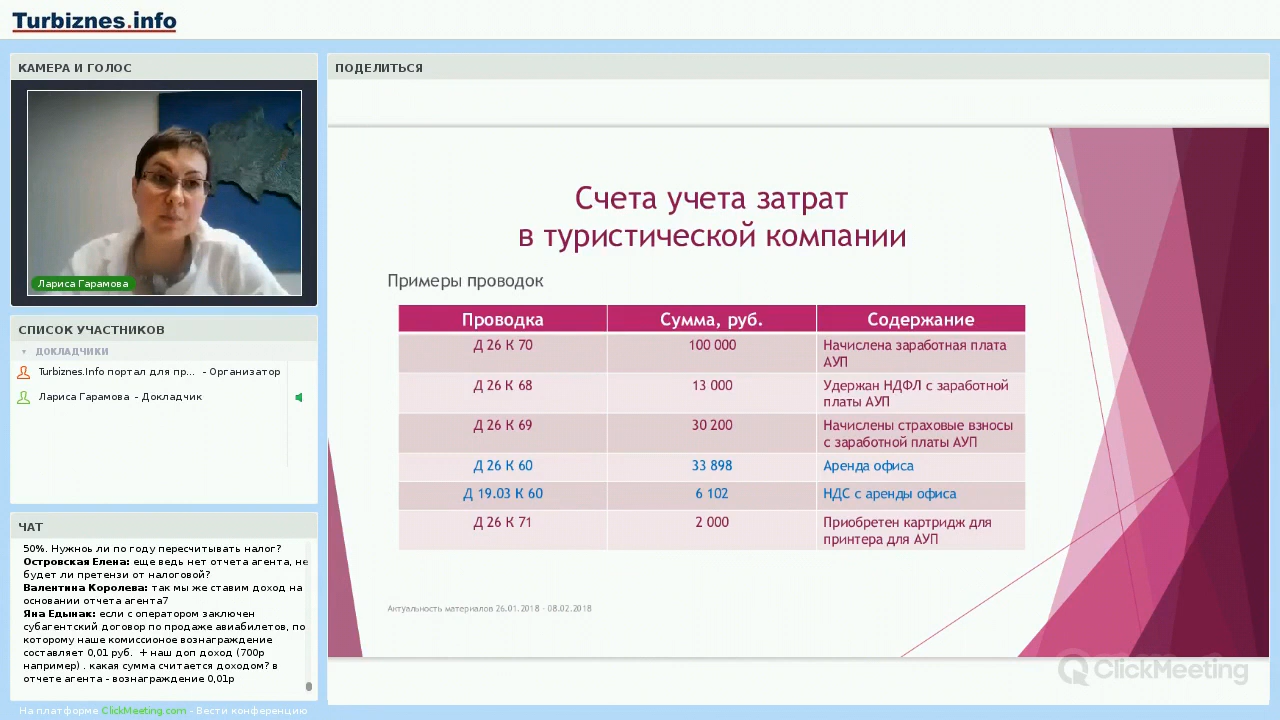 Turbiznes.info
КАМЕРА И ГОЛОС
Лариса Гарамова
СПИСОК УЧАСТНИКОВ
ДОКЛАДЧИКИ
Turbiznes.Info портал для пр... - Организатор
Лариса Гарамова - Докладчик
ЧАТ
50%. Нужноь ли по году пересчитывать налог?
Островская Елена: еще ведь нет отчета агента, не
будет ли претензи от налоговой?
Валентина Королева: так мы же ставим доход на
основании отчета агента7
Яна Едынак: если с оператором заключен
субагентский договор по продаже авиабилетов, по
которому наше комиссионое вознаграждение
составляет 0,01 руб. + наш доп доход (700р
например) . какая сумма считается доходом? в
отчете агента - вознаграждение 0,01р
На платформе ClickMeeting.com - Вести конференцию
ПОДЕЛИТЬСЯ
Счета учета затрат
в туристической компании
Примеры проводок
Проводка Сумма, руб. Содержание
Д 26 К 70 100 000 Начислена заработная плата
АУП
Д 26 К 68 13 000 Удержан НДФЛ с заработной
платы АУП
Д 26 К 69 30 200 Начислены страховые взносы
с заработной платы АУП
Д 26 К 60 33 898 Аренда офиса
Д 19.03 К 60 6 102 НДС с аренды офиса
Д 26 К 71 2 000 Приобретен картридж для
принтера для АУП
Актуальность материалов 26.01.2018 - 08.02.2018
ClickMeeting